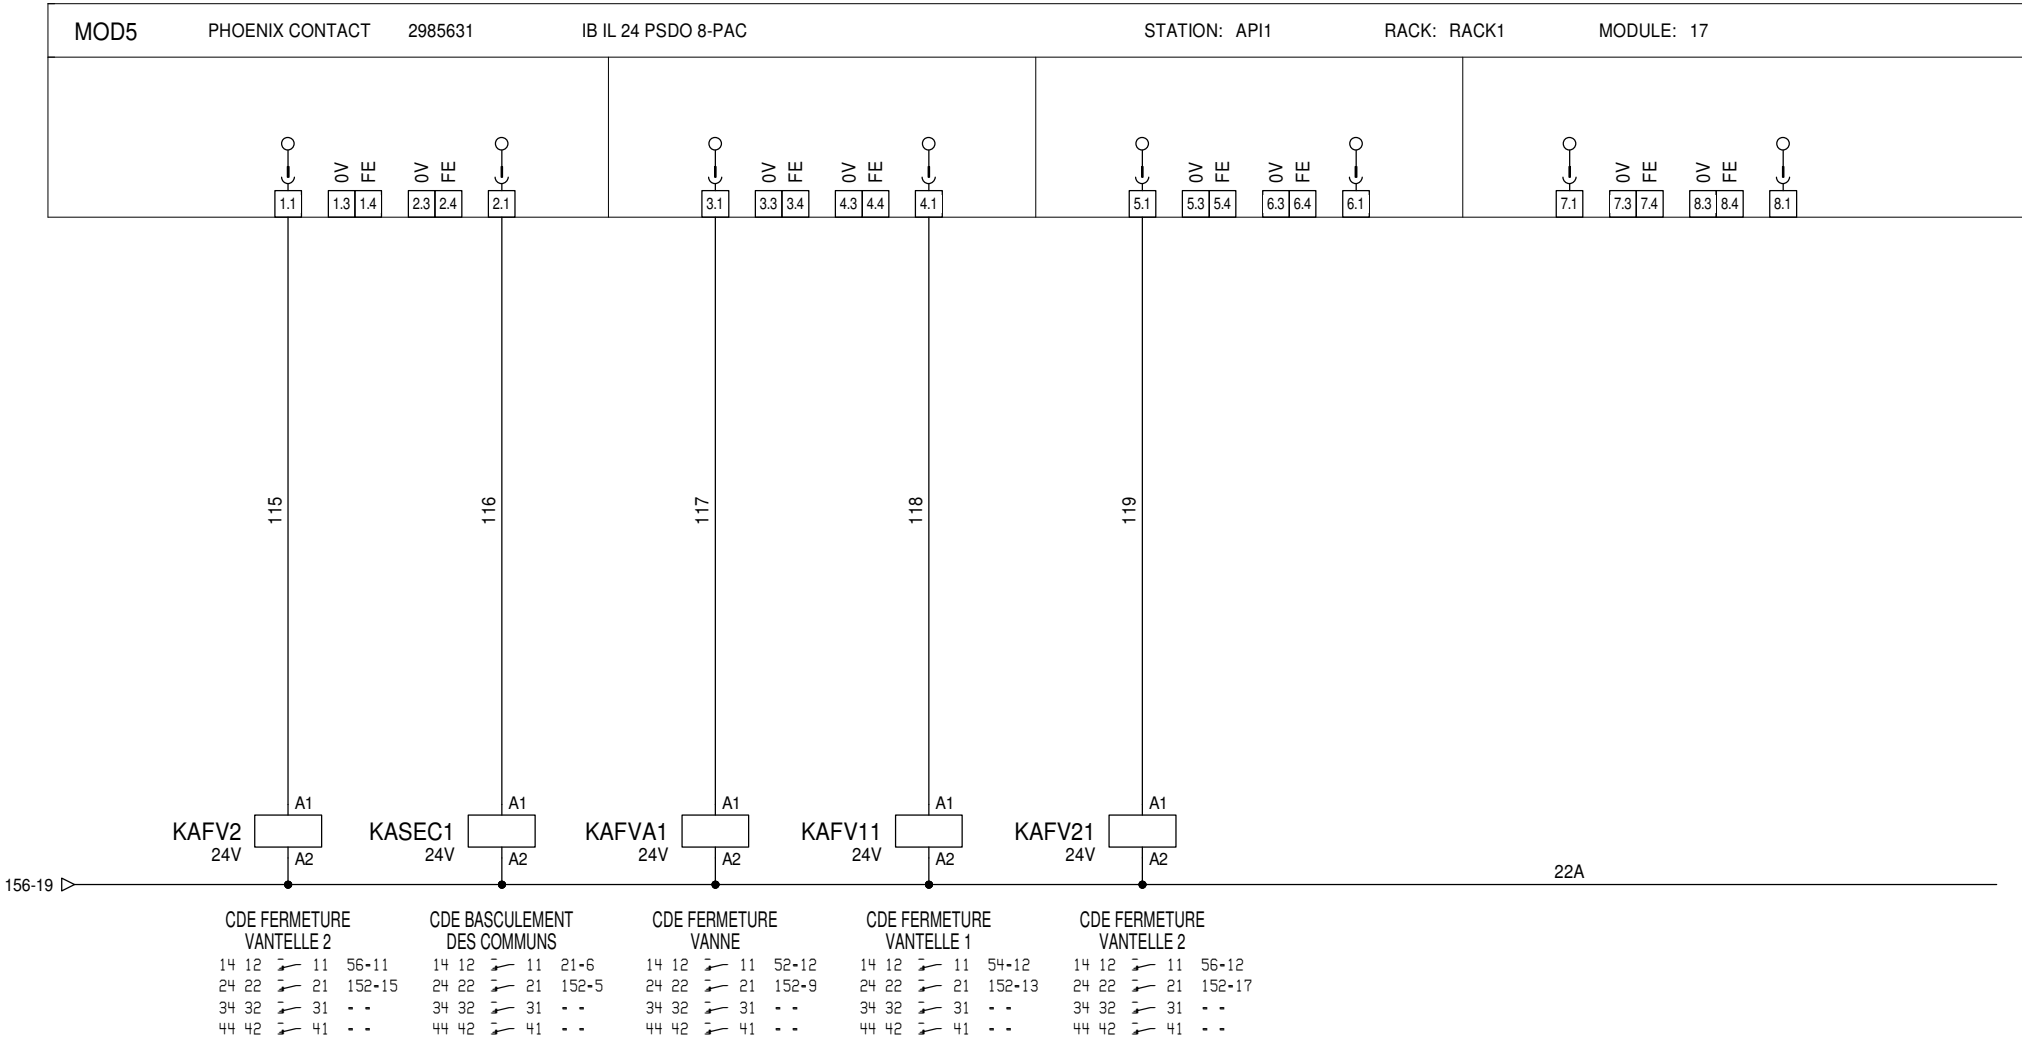 MOD5 PHOENIX CONTACT 2985631 IB IL 24 PSDO 8-PAC STATION: API1 RACK: RACK1 MODULE: 17
0V FE 0V FE 0V FE 0V FE 0V FE 0V FE 0V FE 0V FE
1.1 1.3 1.4 2.3 2.4 2.1 3.1 3.3 3.4 4.3 4.4 4.1 5.1 5.3 5.4 6.3 6.4 6.1 7.1 7.3 7.4 8.3 8.4 8.1
115 116 117 118 119
A1 A1 A1 A1 A1
KAFV2 KASEC1 KAFVA1 KAFV11 KAFV21
24V 24V 24V 24V 24V
A2 A2 A2 A2 A2
156-19 22A
CDE FERMETURE CDE BASCULEMENT CDE FERMETURE CDE FERMETURE CDE FERMETURE
VANTELLE 2 DES COMMUNS VANNE VANTELLE 1 VANTELLE 2
14 12 11 56-11 14 12 11 21-6 14 12 11 52-12 14 12 11 54-12 14 12 11 56-12
24 22 21 152-15 24 22 21 152-5 24 22 21 152-9 24 22 21 152-13 24 22 21 152-17
34 32 31 - - 34 32 31 - - 34 32 31 - - 34 32 31 - - 34 32 31 - -
44 42 41 - - 44 42 41 - - 44 42 41 - - 44 42 41 - - 44 42 41 - -